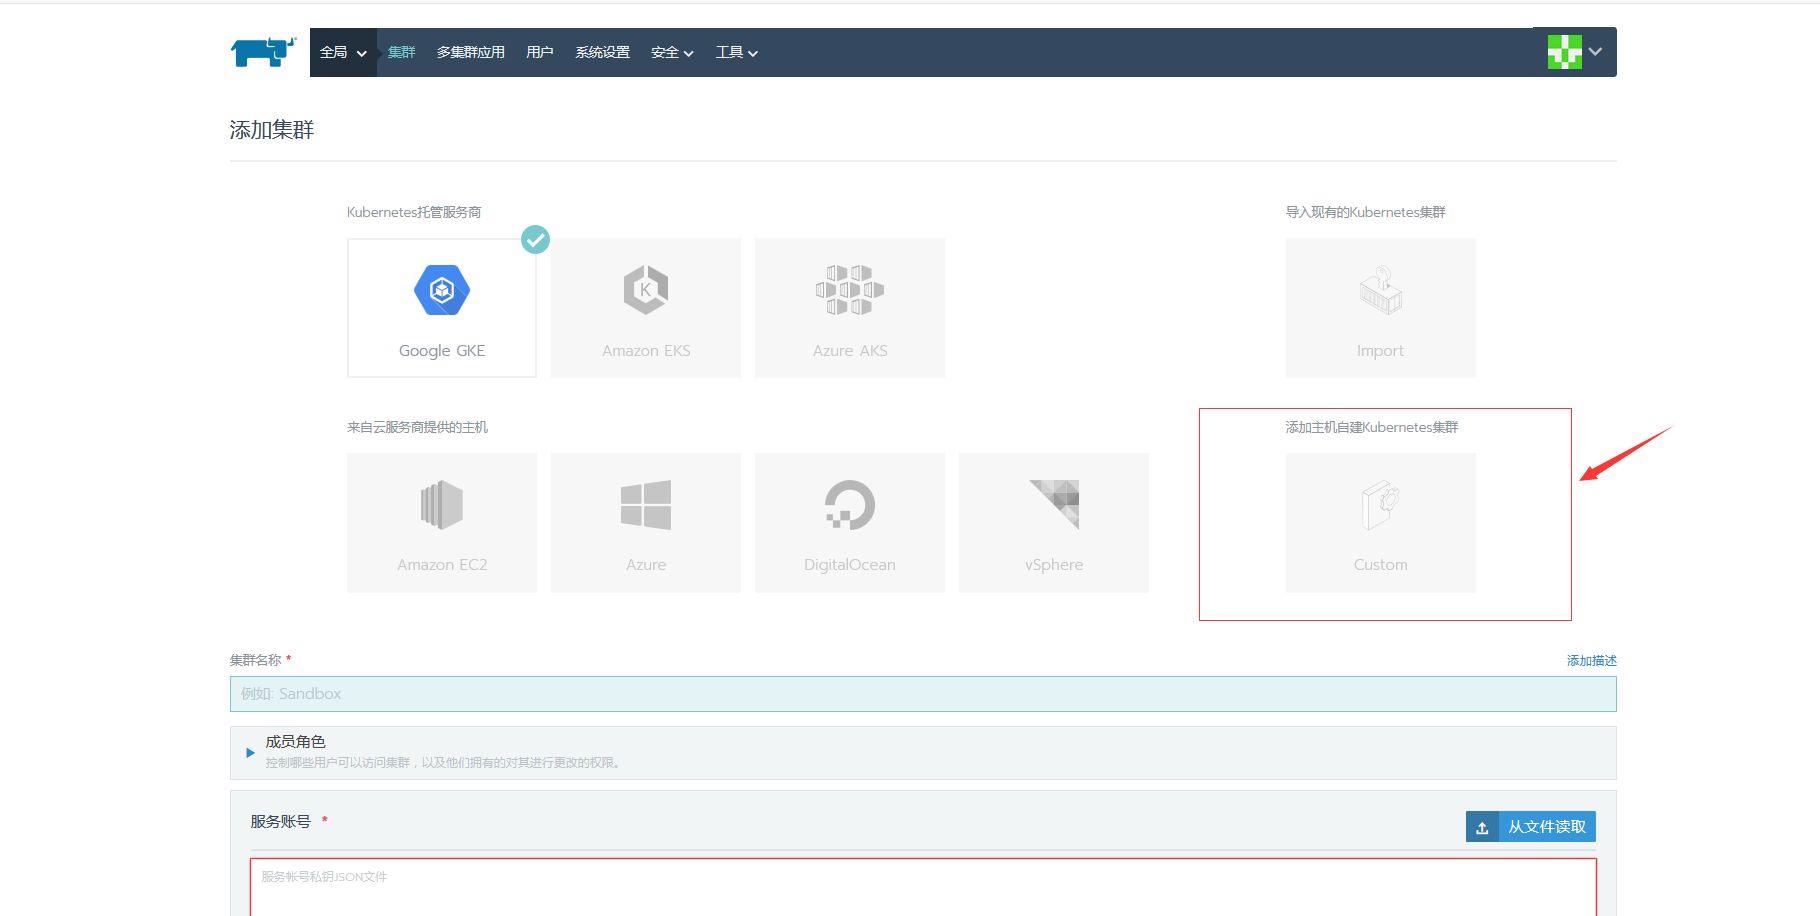 全局 集群 多集群应用 用户 系统设置 安全 工具
添加集群
Kubernetes托管服务商 导入现有的Kubernetes集群
Google GKE Amazon EKS Azure AKS Import
来自云服务商提供的主机 添加主机自建Kubernetes集群
Amazon EC2 Azure DigitalOcean vSphere Custom
集群名称 * 添加描述
例如: Sandbox
成员角色
控制哪些用户可以访问集群，以及他们拥有的对其进行更改的权限。
服务账号 * 从文件读取
服务帐号私钥JSON文件